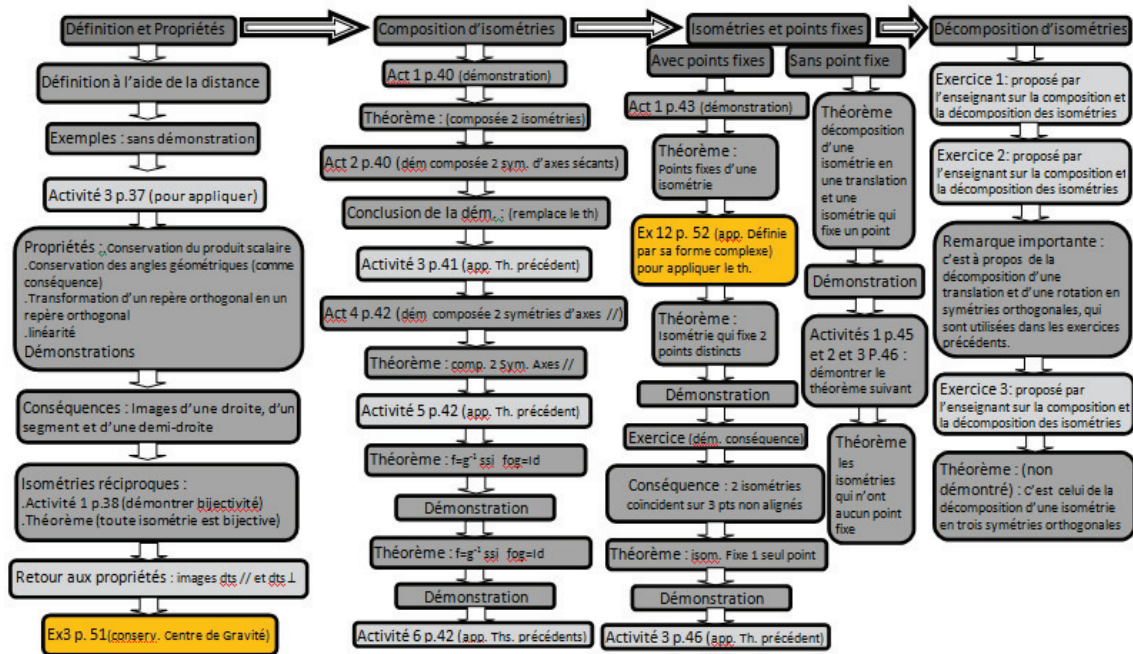 Définition et Propriétés
Définition à l'aide de la distance
Exemples : sans démonstration
Activité 3 p.37 (pour appliquer)
Propriétés :.Conservation du produit scalaire
.Conservation des angles géométriques (comme
conséquence)
.Transformation d'un repère orthogonal en un
repère orthogonal
.linéarité
Démonstrations
Conséquences : Images d'une droite, d'un
segment et d'une demi-droite
Isométries réciproques :
.Activité 1 p.38 (démontrer bijectivité)
.Théorème (toute isométrie est bijective)
Retour aux propriétés : images dts // et dts ⊥
Ex3 p. 51(conserv. Centre de Gravité)
Composition d'isométries
Act 1 p.40 (démonstration)
Théorème : (composée 2 isométries)
Act 2 p.40 (dém composée 2 sym. d'axes sécants)
Conclusion de la dém. : (remplace le th)
Activité 3 p.41 (app. Th. précédent)
Act 4 p.42 (dém composée 2 symétries d'axes //)
Théorème : comp. 2 Sym. Axes //
Activité 5 p.42 (app. Th. précédent)
Théorème : f=g⁻¹ ssi fog=Id
Démonstration
Théorème : f=g⁻¹ ssi fog=Id
Démonstration
Activité 6 p.42 (app. Ths. précédents)
Isométries et points fixes
Avec points fixes
Act 1 p.43 (démonstration)
Théorème :
Points fixes d'une
isométrie
Ex 12 p. 52 (app. Définie
par sa forme complexe)
pour appliquer le th.
Théorème :
Isométrie qui fixe 2
points distincts
Démonstration
Exercice (dém. conséquence)
Conséquence : 2 isométries
coïncident sur 3 pts non alignés
Théorème : isom. Fixe 1 seul point
Démonstration
Activité 3 p.46 (app. Th. précédent)
Sans point fixe
Théorème
décomposition
d'une
isométrie en
une translation
et une
isométrie qui
fixe un point
Démonstration
Activités 1 p.45
et 2 et 3 P.46 :
démontrer le
théorème suivant
Théorème
les
isométries
qui n'ont
aucun point
fixe
Décomposition d'isométries
Exercice 1: proposé par
l'enseignant sur la composition et
la décomposition des isométries
Exercice 2: proposé par
l'enseignant sur la composition et
la décomposition des isométries
Remarque importante :
c'est à propos de la
décomposition d'une
translation et d'une rotation en
symétries orthogonales, qui
sont utilisées dans les exercices
précédents.
Exercice 3: proposé par
l'enseignant sur la composition et
la décomposition des isométries
Théorème : (non
démontré) : c'est celui de la
décomposition d'une isométrie
en trois symétries orthogonales